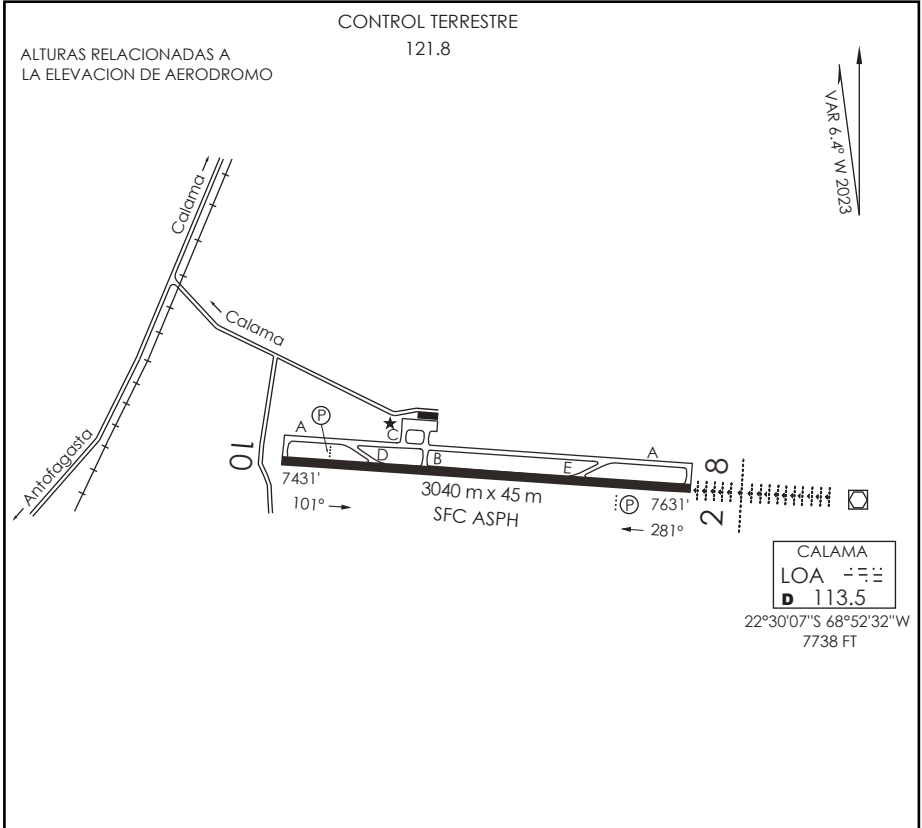 CONTROL TERRESTRE
121.8
ALTURAS RELACIONADAS A
LA ELEVACION DE AERODROMO
VAR 6.4° W 2023
Calama
Calama
Antofagasta
P
A
C
D
B
E
A
10
28
7431'
3040 m x 45 m
P
7631'
101°
SFC ASPH
281°
CALAMA
LOA
D 113.5
22°30'07"S 68°52'32"W
7738 FT